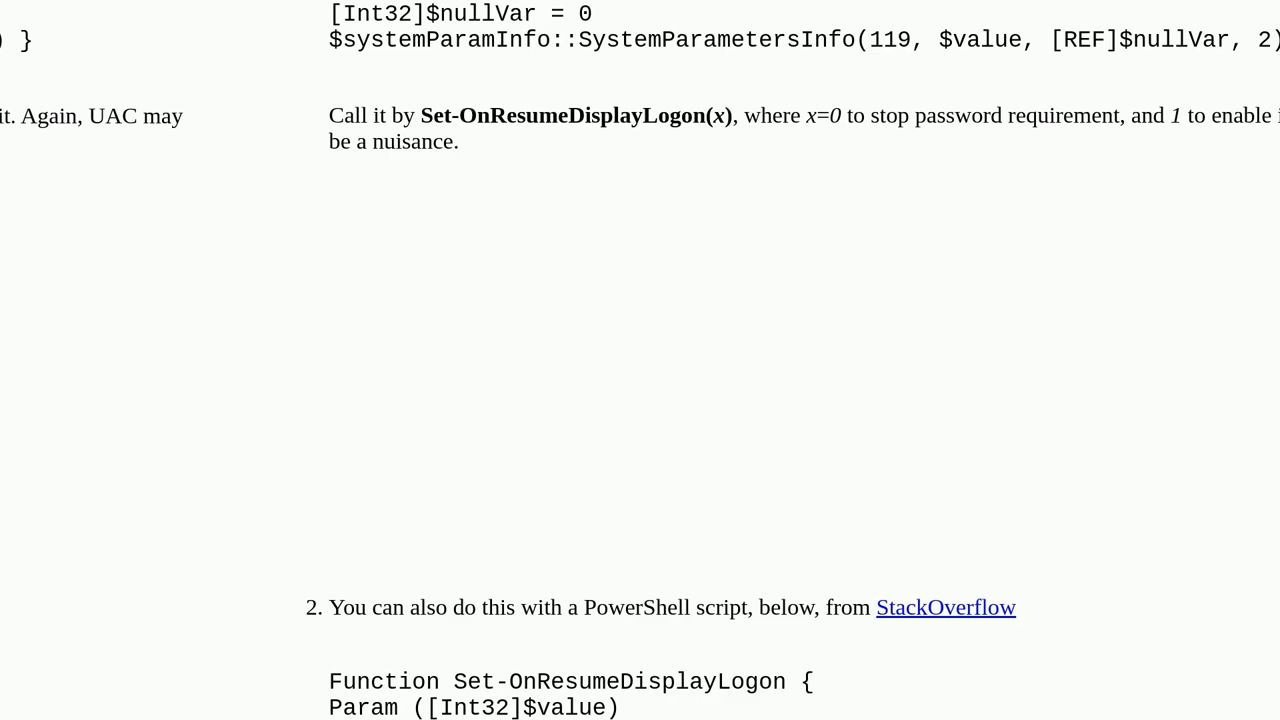 [Int32]$nullVar = 0
) }
$systemParamInfo::SystemParametersInfo(119, $value, [REF]$nullVar, 2)
it. Again, UAC may
Call it by Set-OnResumeDisplayLogon(x), where x=0 to stop password requirement, and 1 to enable
be a nuisance.
2. You can also do this with a PowerShell script, below, from StackOverflow
Function Set-OnResumeDisplayLogon {
Param ([Int32]$value)